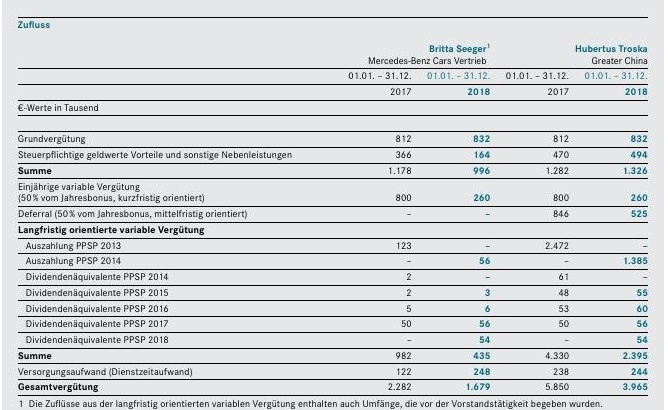 Zufluss
Britta Seeger¹ Hubertus Troska
Mercedes-Benz Cars Vertrieb Greater China
01.01. – 31.12. 01.01. – 31.12. 01.01. – 31.12. 01.01. – 31.12.
2017 2018 2017 2018
€-Werte in Tausend
Grundvergütung 812 832 812 832
Steuerpflichtige geldwerte Vorteile und sonstige Nebenleistungen 366 164 470 494
Summe 1.178 996 1.282 1.326
Einjährige variable Vergütung
(50% vom Jahresbonus, kurzfristig orientiert) 800 260 800 260
Deferral (50% vom Jahresbonus, mittelfristig orientiert) – – 846 525
Langfristig orientierte variable Vergütung
Auszahlung PPSP 2013 123 – 2.472 –
Auszahlung PPSP 2014 – 56 – 1.385
Dividendenäquivalente PPSP 2014 2 – 61 –
Dividendenäquivalente PPSP 2015 2 3 48 55
Dividendenäquivalente PPSP 2016 5 6 53 60
Dividendenäquivalente PPSP 2017 50 56 50 56
Dividendenäquivalente PPSP 2018 – 54 – 54
Summe 982 435 4.330 2.395
Versorgungsaufwand (Dienstzeitaufwand) 122 248 238 244
Gesamtvergütung 2.282 1.679 5.850 3.965
1 Die Zuflüsse aus der langfristig orientierten variablen Vergütung enthalten auch Umfänge, die vor der Vorstandstätigkeit begeben wurden.